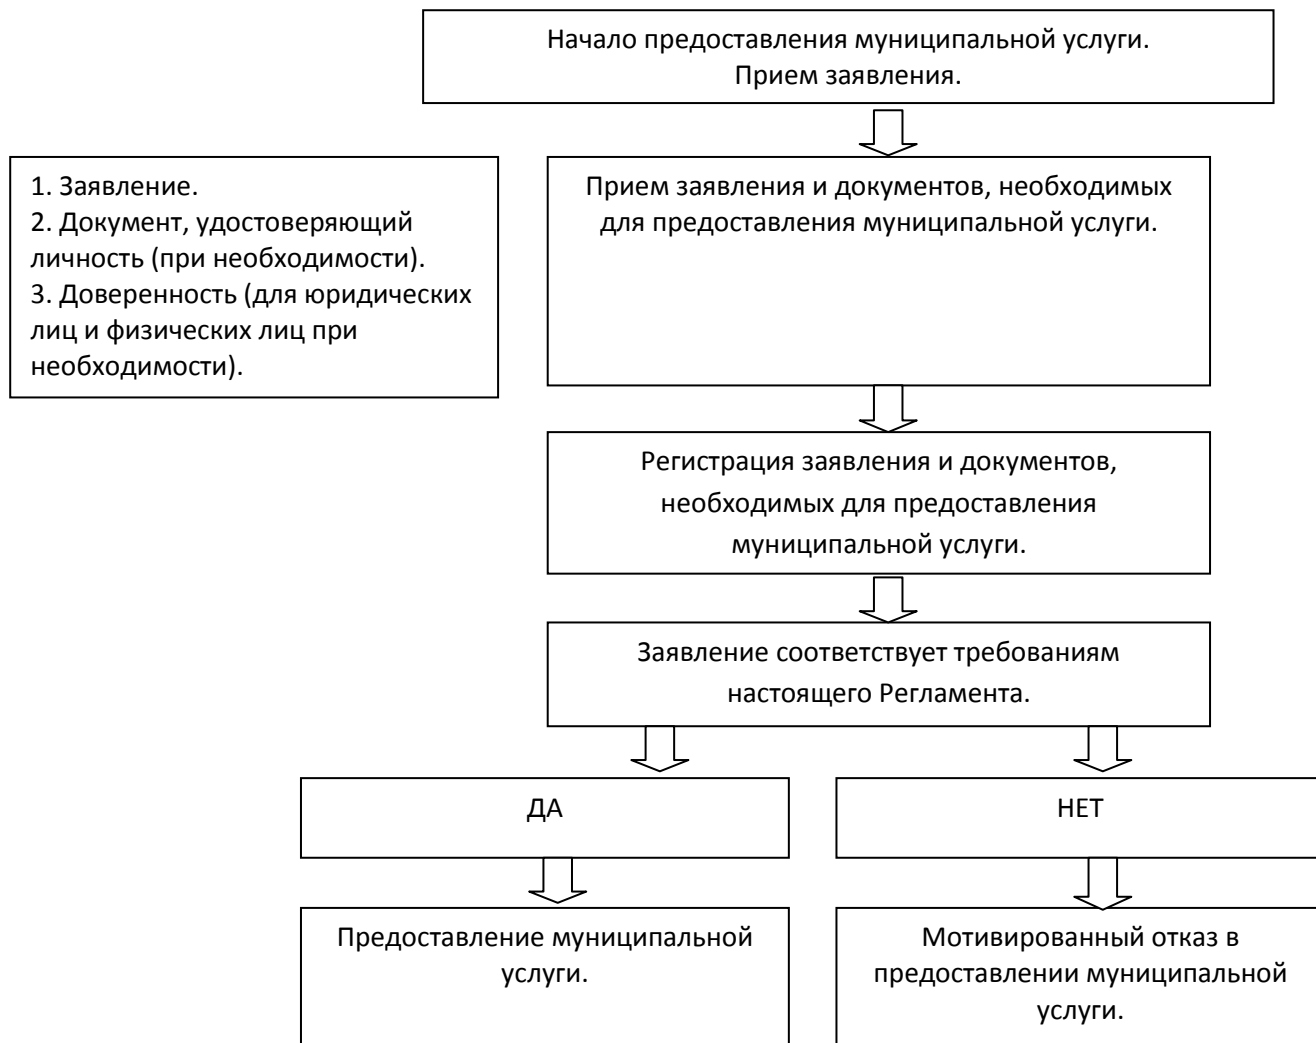 Начало предоставления муниципальной услуги.
Прием заявления.
1. Заявление.
2. Документ, удостоверяющий
личность (при необходимости).
3. Доверенность (для юридических
лиц и физических лиц при
необходимости).
Прием заявления и документов, необходимых
для предоставления муниципальной услуги.
Регистрация заявления и документов,
необходимых для предоставления
муниципальной услуги.
Заявление соответствует требованиям
настоящего Регламента.
ДА
НЕТ
Предоставление муниципальной
услуги.
Мотивированный отказ в
предоставлении муниципальной
услуги.